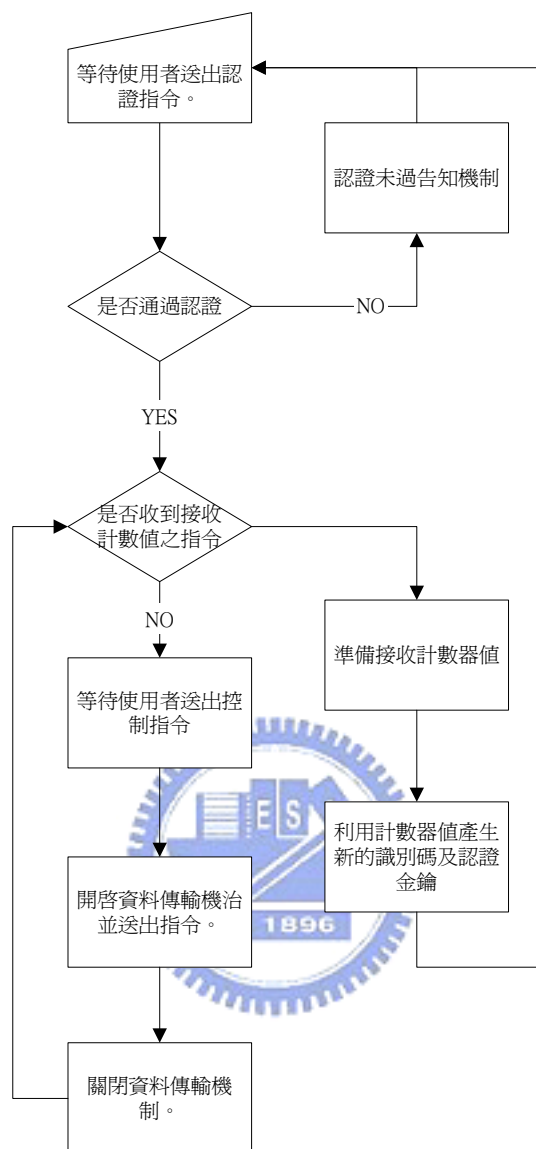 等待使用者送出認
證指令。
認證未過告知機制
是否通過認證
NO
YES
是否收到接收
計數值之指令
NO
準備接收計數器值
等待使用者送出控
制指令
ES
利用計數器值產生
新的識別碼及認證
金鑰
開啓資料傳輸機治
並送出指令。
1896
關閉資料傳輸機
制。